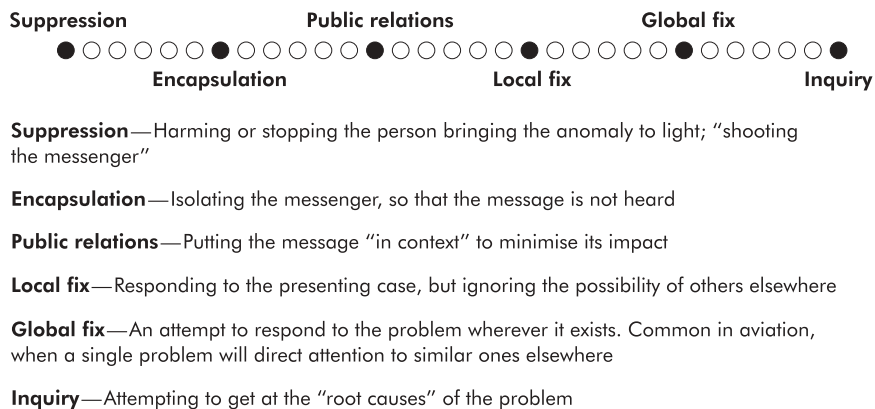 Suppression Public relations Global fix
Encapsulation Local fix Inquiry
Suppression—Harming or stopping the person bringing the anomaly to light; “shooting
the messenger”
Encapsulation—Isolating the messenger, so that the message is not heard
Public relations—Putting the message “in context” to minimise its impact
Local fix—Responding to the presenting case, but ignoring the possibility of others elsewhere
Global fix—An attempt to respond to the problem wherever it exists. Common in aviation,
when a single problem will direct attention to similar ones elsewhere
Inquiry—Attempting to get at the “root causes” of the problem